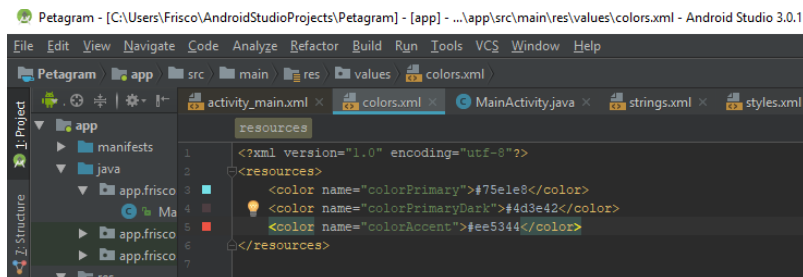 Petagram - [C:\Users\Frisco\AndroidStudioProjects\Petagram] - [app] - ...\app\src\main\res\values\colors.xml - Android Studio 3.0.1
File Edit View Navigate Code Analyze Refactor Build Run Tools VCS Window Help
Petagram app src main res values colors.xml
activity_main.xml colors.xml MainActivity.java strings.xml styles.xml
1: Project
7: Structure
app
manifests
java
app.frisco
Ma
app.frisco
app.frisco
resources
1 <?xml version="1.0" encoding="utf-8"?>
2 <resources>
3 <color name="colorPrimary">#75e1e8</color>
4 <color name="colorPrimaryDark">#4d3e42</color>
5 <color name="colorAccent">#ee5344</color>
6 </resources>
7